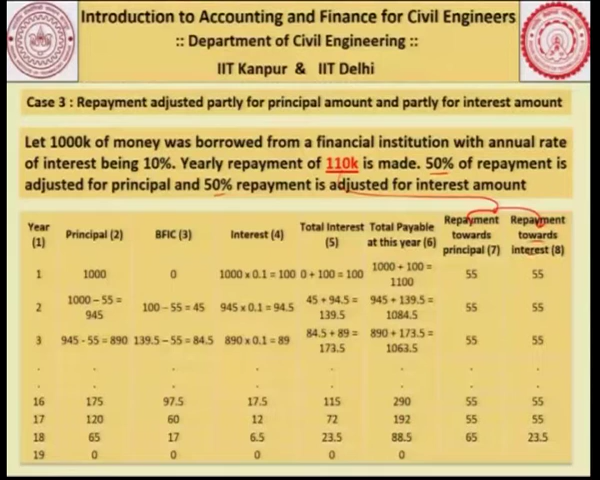 Introduction to Accounting and Finance for Civil Engineers
:: Department of Civil Engineering ::
IIT Kanpur & IIT Delhi
Case 3 : Repayment adjusted partly for principal amount and partly for interest amount
Let 1000k of money was borrowed from a financial institution with annual rate
of interest being 10%. Yearly repayment of 110k is made. 50% of repayment is
adjusted for principal and 50% repayment is adjusted for interest amount
Year (1) Principal (2) BFIC (3) Interest (4) Total Interest (5) Total Payable at this year (6) Repayment towards principal (7) Repayment towards interest (8)
1 1000 0 1000 x 0.1 = 100 0 + 100 = 100 1000 + 100 = 1100 55 55
2 1000 – 55 = 945 100 – 55 = 45 945 x 0.1 = 94.5 45 + 94.5 = 139.5 945 + 139.5 = 1084.5 55 55
3 945 - 55 = 890 139.5 – 55 = 84.5 890 x 0.1 = 89 84.5 + 89 = 173.5 890 + 173.5 = 1063.5 55 55
. . . . . . . .
. . . . . . . .
16 175 97.5 17.5 115 290 55 55
17 120 60 12 72 192 55 55
18 65 17 6.5 23.5 88.5 65 23.5
19 0 0 0 0 0